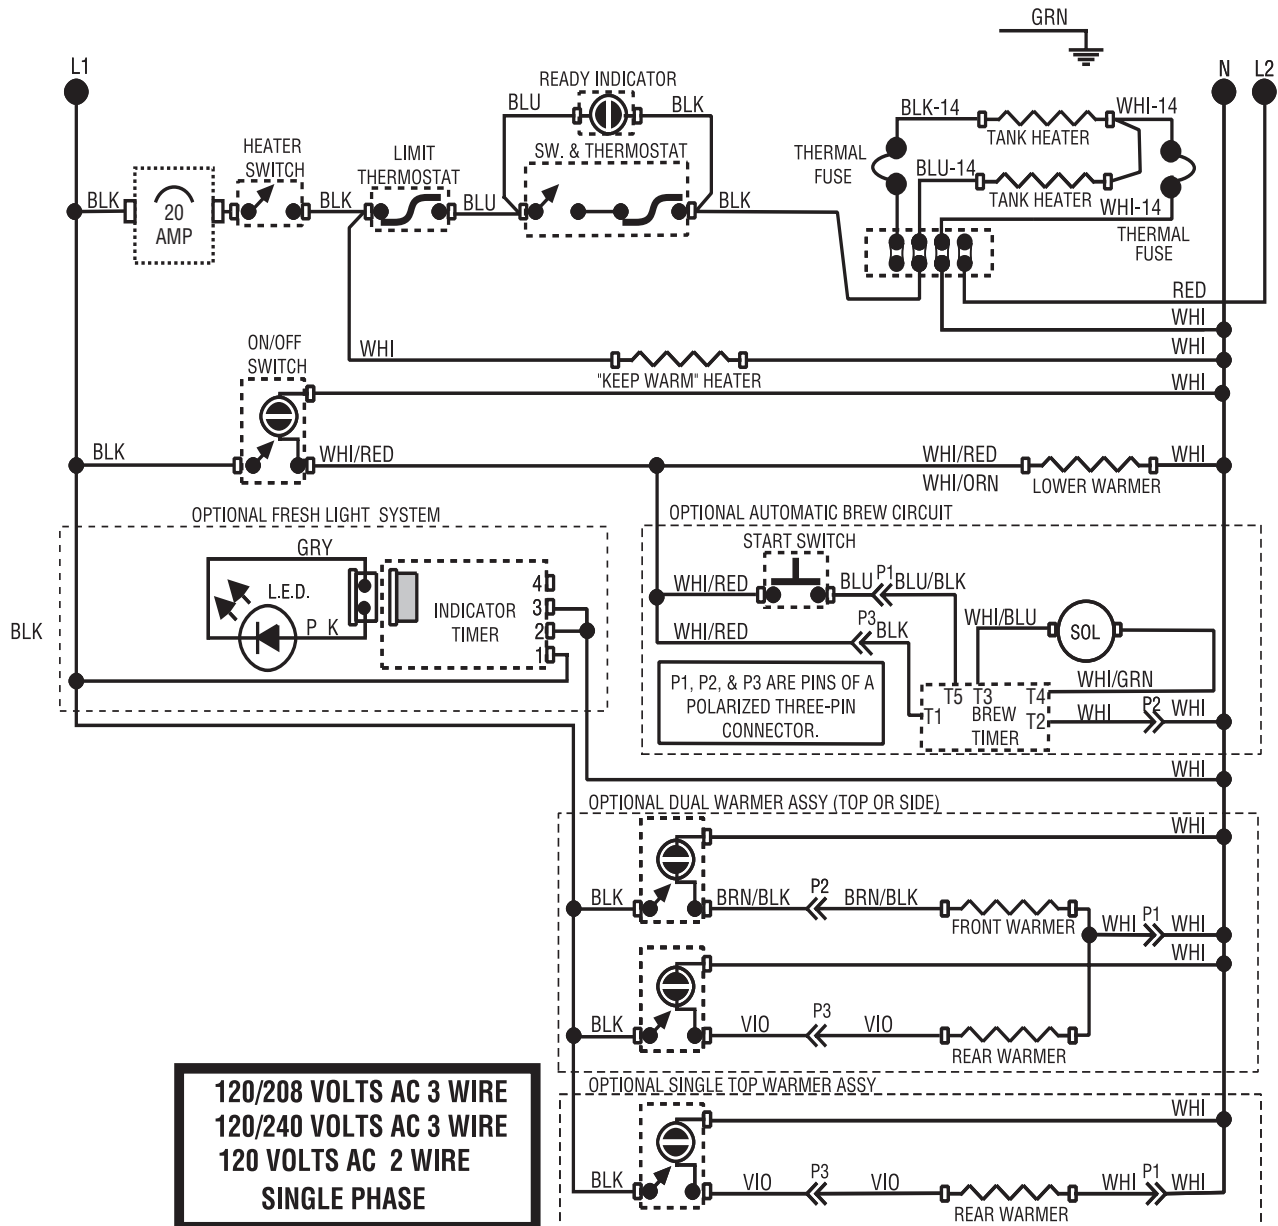 GRN
L1
N
L2
READY INDICATOR
BLU
BLK
BLK-14
WHI-14
TANK HEATER
HEATER
SWITCH
LIMIT
THERMOSTAT
SW. & THERMOSTAT
THERMAL
FUSE
BLU-14
TANK HEATER
BLK
20
AMP
BLK
BLU
BLK
WHI-14
THERMAL
FUSE
RED
WHI
ON/OFF
SWITCH
WHI
WHI
"KEEP WARM" HEATER
WHI
BLK
WHI/RED
WHI/RED
WHI
WHI/ORN
LOWER WARMER
OPTIONAL FRESH LIGHT SYSTEM
OPTIONAL AUTOMATIC BREW CIRCUIT
GRY
START SWITCH
L.E.D.
INDICATOR
TIMER
4
3
2
1
P K
BLK
WHI/RED
BLU
P1
BLU/BLK
WHI/RED
P3
BLK
WHI/BLU
SOL
WHI/GRN
P1, P2, & P3 ARE PINS OF A
POLARIZED THREE-PIN
CONNECTOR.
T5
T3
T4
T1
BREW
TIMER
T2
WHI
P2
WHI
WHI
OPTIONAL DUAL WARMER ASSY (TOP OR SIDE)
WHI
BLK
BRN/BLK
P2
BRN/BLK
FRONT WARMER
WHI
P1
WHI
WHI
BLK
VIO
P3
VIO
REAR WARMER
OPTIONAL SINGLE TOP WARMER ASSY
WHI
BLK
VIO
P3
VIO
REAR WARMER
WHI
P1
WHI
120/208 VOLTS AC 3 WIRE
120/240 VOLTS AC 3 WIRE
120 VOLTS AC 2 WIRE
SINGLE PHASE